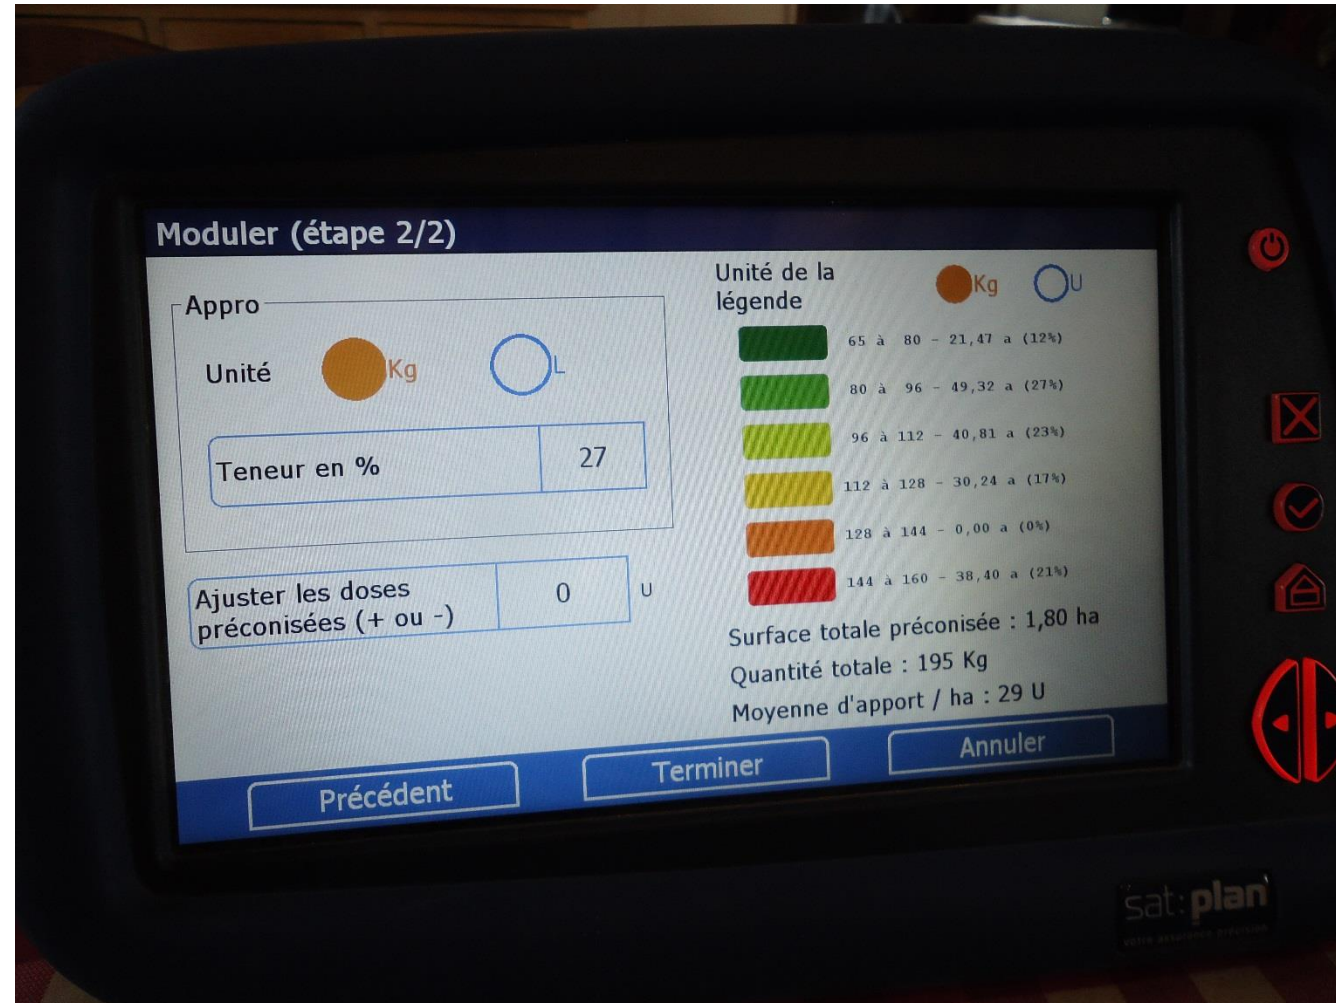 Moduler (étape 2/2)
Appro
Unité
Kg
L
Teneur en %
27
Ajuster les doses
préconisées (+ ou -)
0
U
Unité de la
légende
Kg
U
65 à 80 - 21,47 a (12%)
80 à 96 - 49,32 a (27%)
96 à 112 - 40,81 a (23%)
112 à 128 - 30,24 a (17%)
128 à 144 - 0,00 a (0%)
144 à 160 - 38,40 a (21%)
Surface totale préconisée : 1,80 ha
Quantité totale : 195 Kg
Moyenne d'apport / ha : 29 U
Précédent
Terminer
Annuler
sat:plan
votre assurance précision